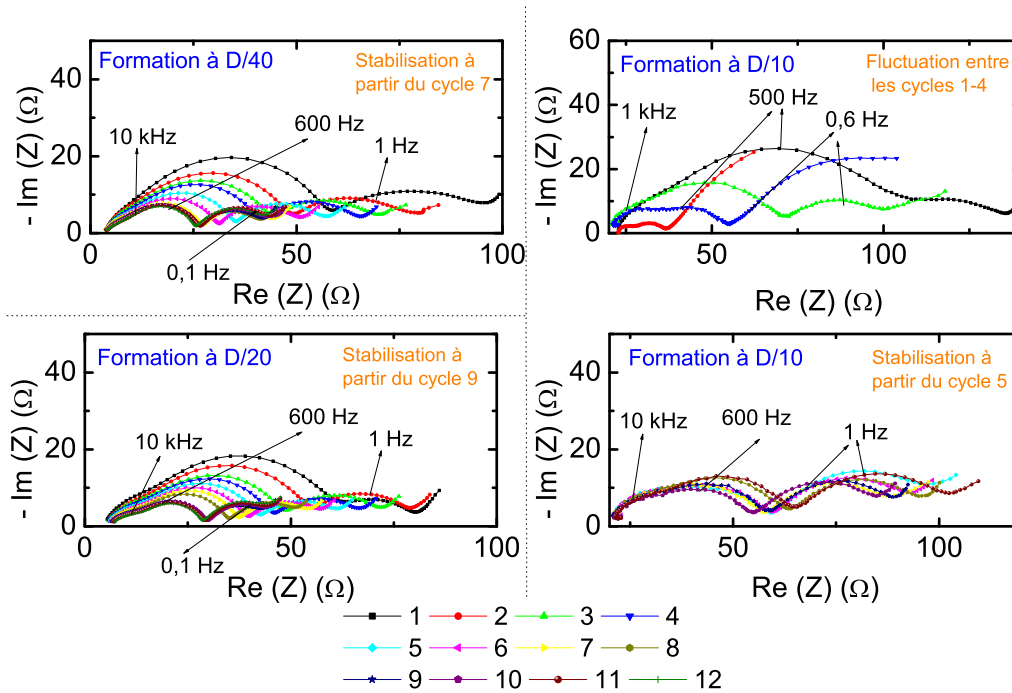 Formation à D/40
Stabilisation à
partir du cycle 7
10 kHz
600 Hz
1 Hz
0,1 Hz
- Im (Z) (Ω)
40
20
0
0
50
100
Re (Z) (Ω)
Formation à D/10
Fluctuation entre
les cycles 1-4
1 kHz
500 Hz
0,6 Hz
- Im (Z) (Ω)
60
40
20
0
50
100
Re (Z) (Ω)
Formation à D/20
Stabilisation à
partir du cycle 9
10 kHz
600 Hz
1 Hz
0,1 Hz
- Im (Z) (Ω)
40
20
0
0
50
100
Re (Z) (Ω)
Formation à D/10
Stabilisation à
partir du cycle 5
10 kHz
600 Hz
1 Hz
- Im (Z) (Ω)
40
20
0
50
100
Re (Z) (Ω)
1 2 3 4
5 6 7 8
9 10 11 12